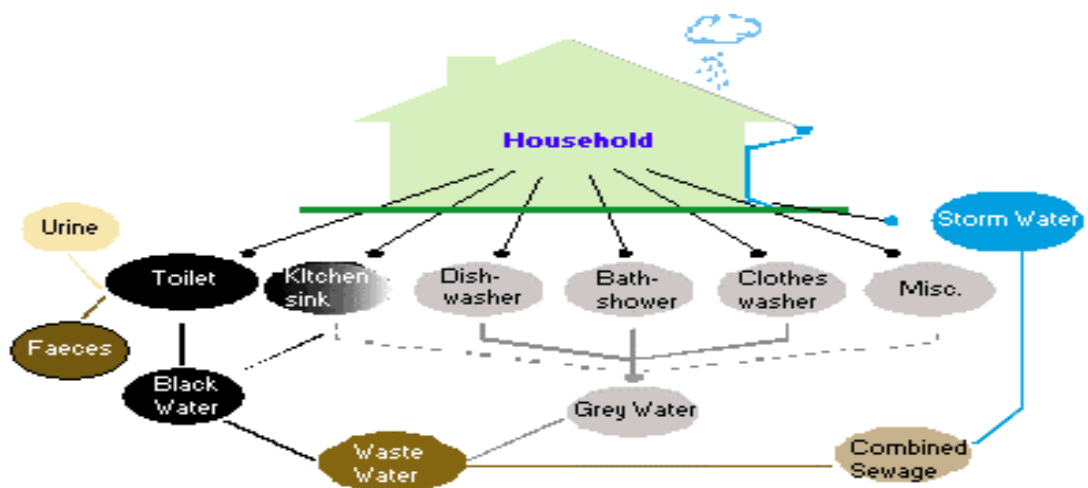 Household
Urine
Storm Water
Toilet
KItchen
sink
Dish-
washer
Bath-
shower
Clothes
washer
Misc.
Faeces
Black
Water
Grey Water
Waste
Water
Combined
Sewage